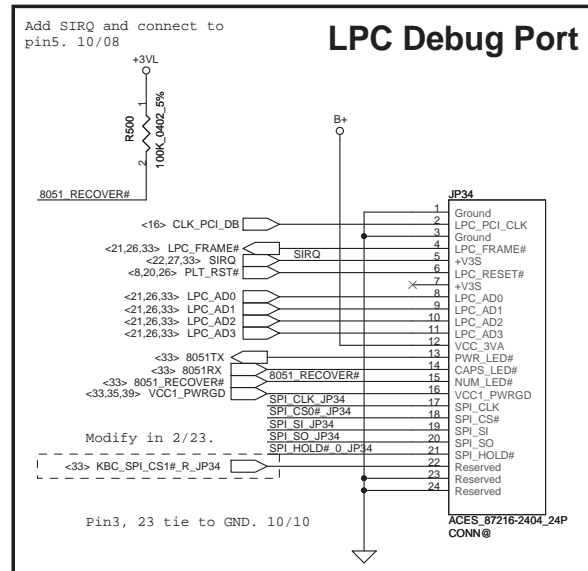 Add SIRQ and connect to
pin5. 10/08
LPC Debug Port
+3VL
1
R500
100K_0402_5%
2
8051_RECOVER#
B+
JP34
<16> CLK_PCI_DB
<21,26,33> LPC_FRAME#
<22,27,33> SIRQ
SIRQ
<8,20,26> PLT_RST#
<21,26,33> LPC_AD0
<21,26,33> LPC_AD1
<21,26,33> LPC_AD2
<21,26,33> LPC_AD3
<33> 8051TX
<33> 8051RX
8051_RECOVER#
<33> 8051_RECOVER#
<33,35,39> VCC1_PWRGD
SPI_CLK_JP34
SPI_CS0#_JP34
SPI_SI_JP34
SPI_SO_JP34
SPI_HOLD#_0_JP34
1 Ground
2 LPC_PCI_CLK
3 Ground
4 LPC_FRAME#
5 +V3S
6 LPC_RESET#
7 +V3S
8 LPC_AD0
9 LPC_AD1
10 LPC_AD2
11 LPC_AD3
12 VCC_3VA
13 PWR_LED#
14 CAPS_LED#
15 NUM_LED#
16 VCC1_PWRGD
17 SPI_CLK
18 SPI_CS#
19 SPI_SI
20 SPI_SO
21 SPI_HOLD#
22 Reserved
23 Reserved
24 Reserved
Modify in 2/23.
<33> KBC_SPI_CS1#_R_JP34
Pin3, 23 tie to GND. 10/10
ACES_87216-2404_24P
CONN@